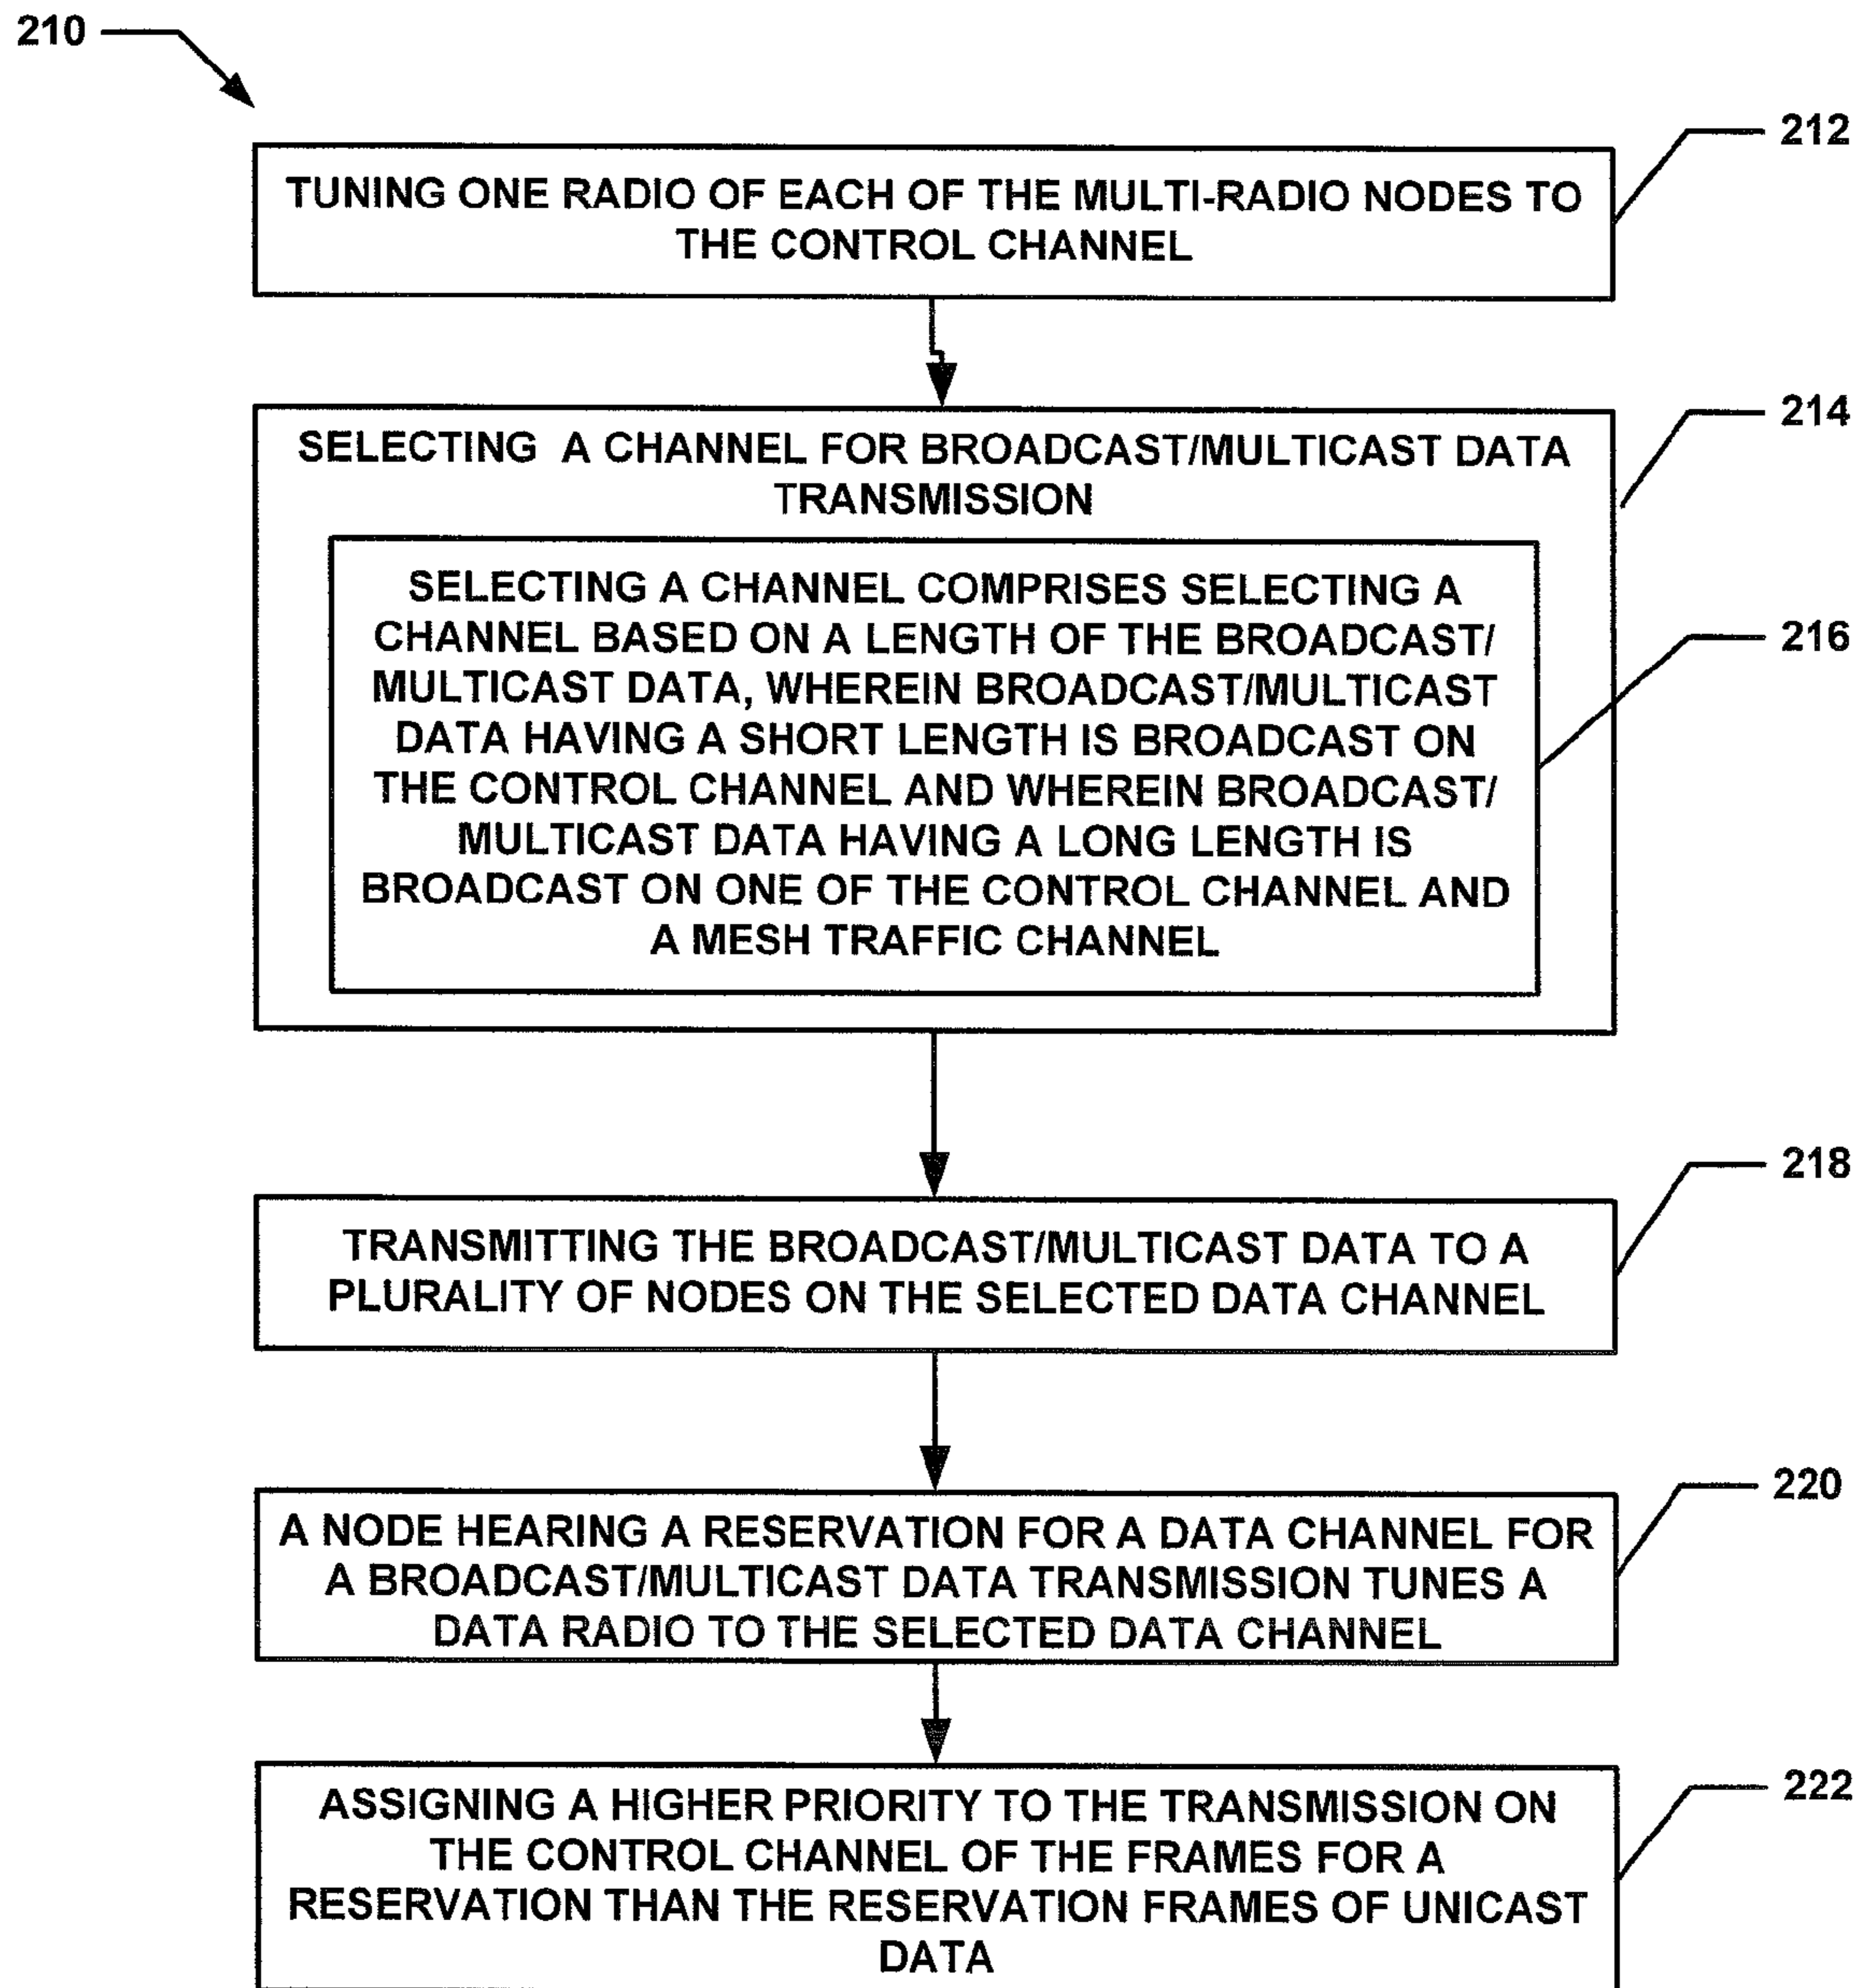 210
212
TUNING ONE RADIO OF EACH OF THE MULTI-RADIO NODES TO
THE CONTROL CHANNEL
214
SELECTING A CHANNEL FOR BROADCAST/MULTICAST DATA
TRANSMISSION
216
SELECTING A CHANNEL COMPRISES SELECTING A
CHANNEL BASED ON A LENGTH OF THE BROADCAST/
MULTICAST DATA, WHEREIN BROADCAST/MULTICAST
DATA HAVING A SHORT LENGTH IS BROADCAST ON
THE CONTROL CHANNEL AND WHEREIN BROADCAST/
MULTICAST DATA HAVING A LONG LENGTH IS
BROADCAST ON ONE OF THE CONTROL CHANNEL AND
A MESH TRAFFIC CHANNEL
218
TRANSMITTING THE BROADCAST/MULTICAST DATA TO A
PLURALITY OF NODES ON THE SELECTED DATA CHANNEL
220
A NODE HEARING A RESERVATION FOR A DATA CHANNEL FOR
A BROADCAST/MULTICAST DATA TRANSMISSION TUNES A
DATA RADIO TO THE SELECTED DATA CHANNEL
222
ASSIGNING A HIGHER PRIORITY TO THE TRANSMISSION ON
THE CONTROL CHANNEL OF THE FRAMES FOR A
RESERVATION THAN THE RESERVATION FRAMES OF UNICAST
DATA